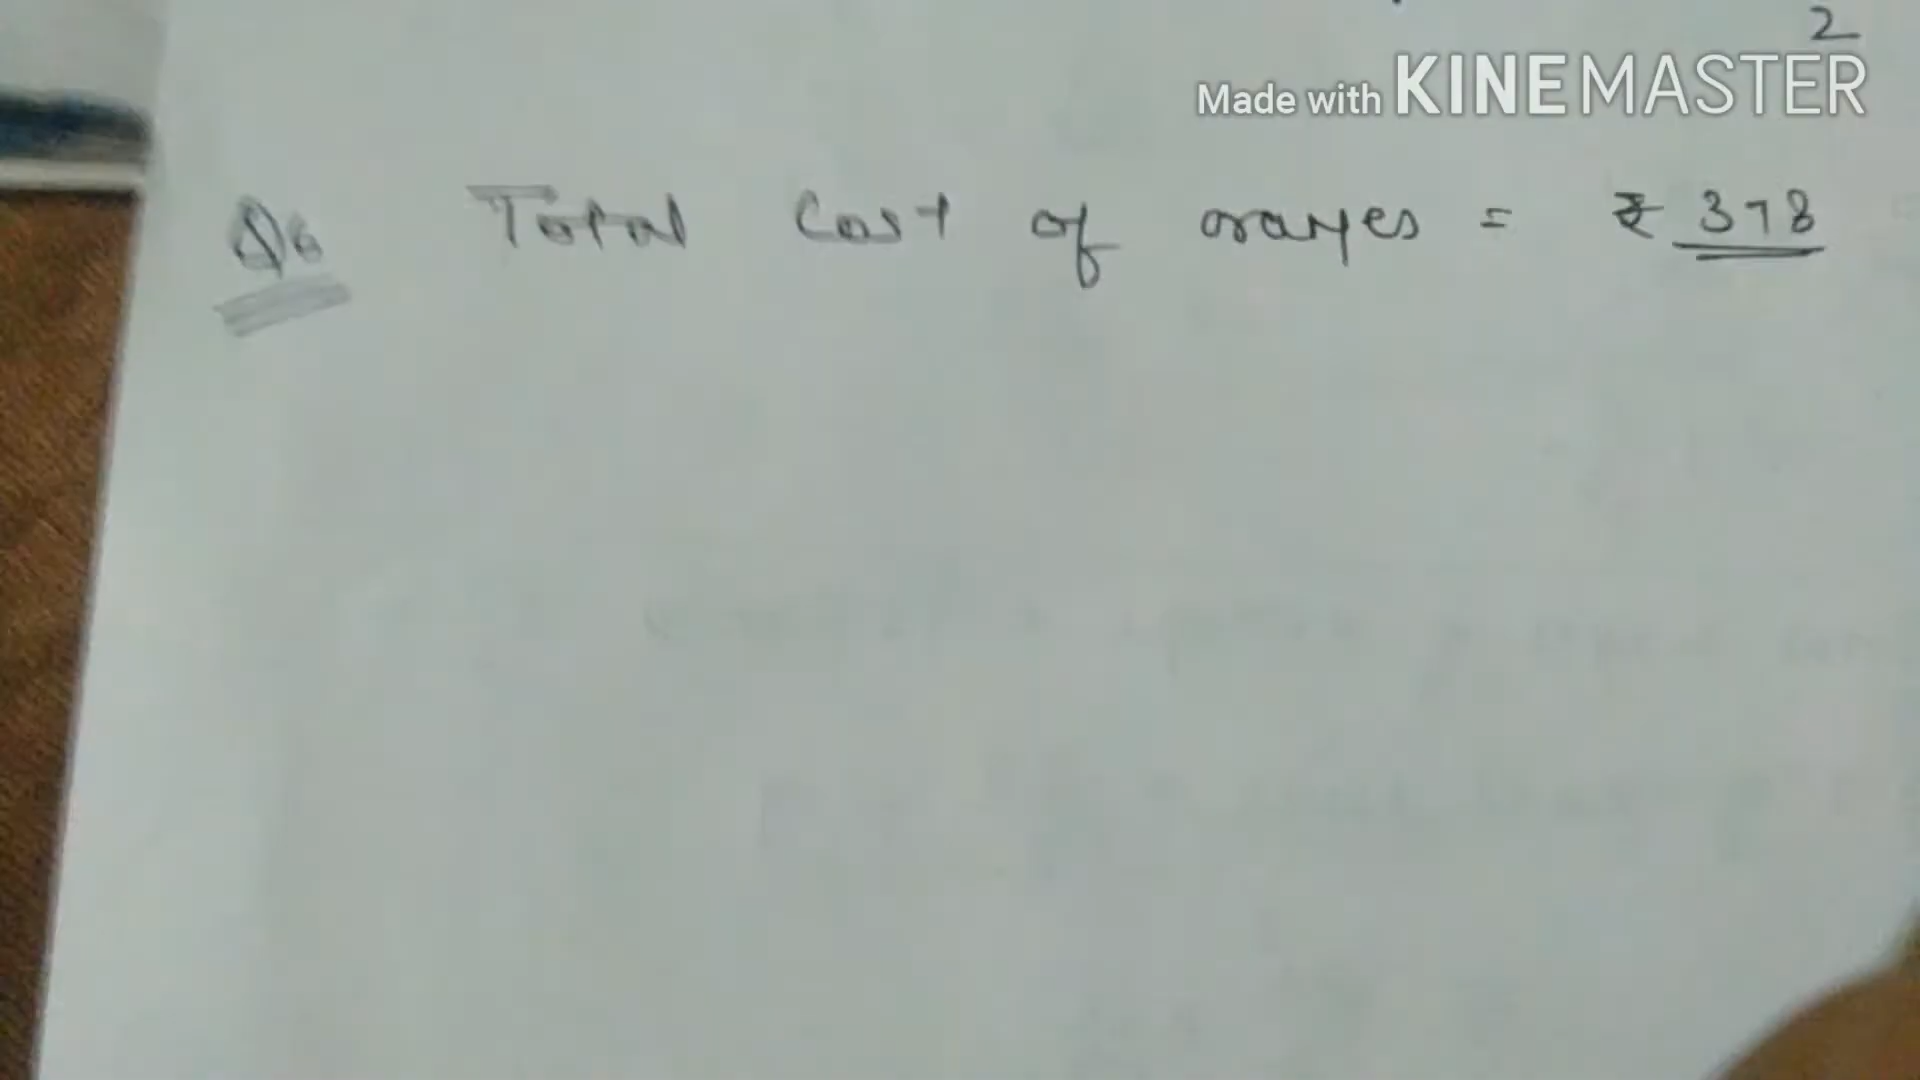 2
Made with KINEMASTER
Q6 Total Cost of oranges = ₹ 378